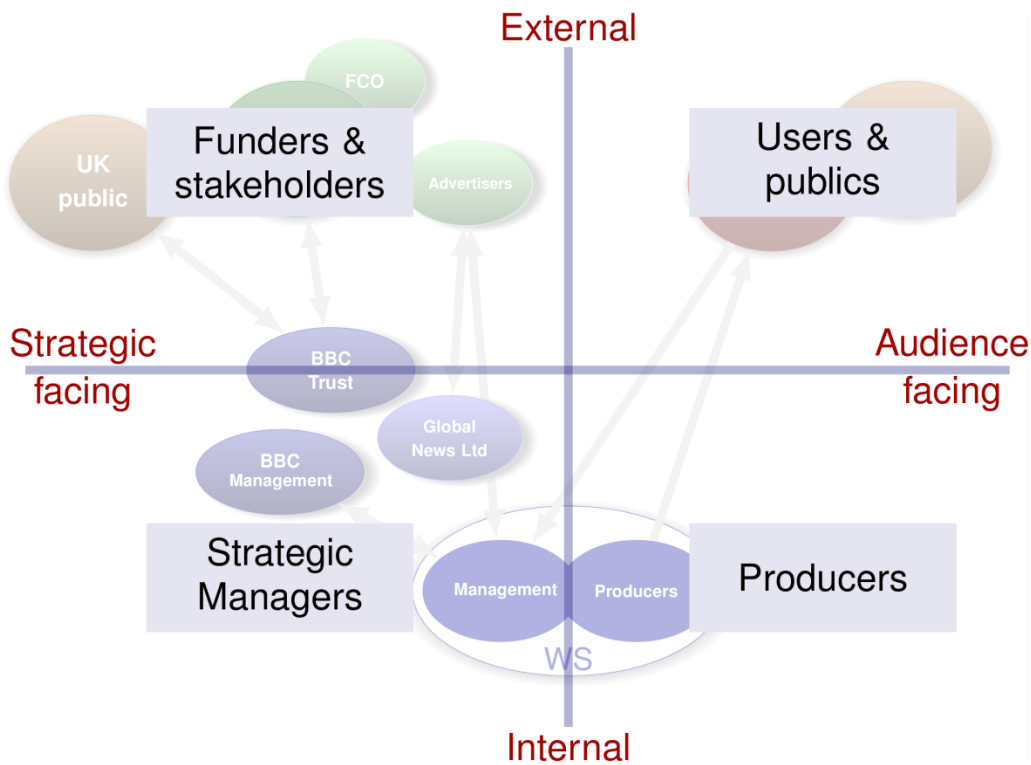 External
FCO
Funders &
stakeholders
Users &
publics
UK
public
Advertisers
Strategic
facing
Audience
facing
BBC
Trust
Global
News Ltd
BBC
Management
Strategic
Managers
Management
Producers
Producers
WS
Internal